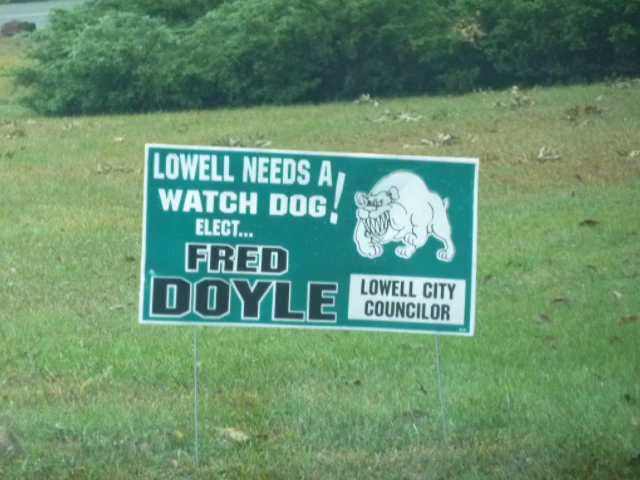 LOWELL NEEDS A
WATCH DOG!
ELECT...
FRED
DOYLE
LOWELL CITY
COUNCILOR